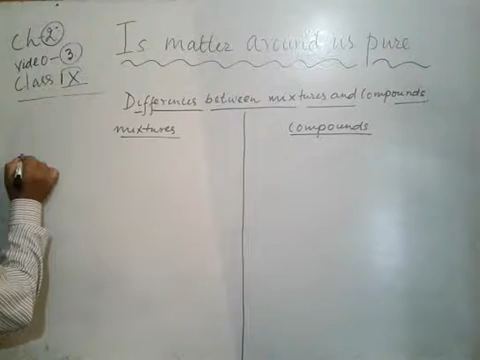 Ch 2
video - 3
Class IX
Is matter around us pure
Differences between mixtures and Compounds
mixtures
Compounds